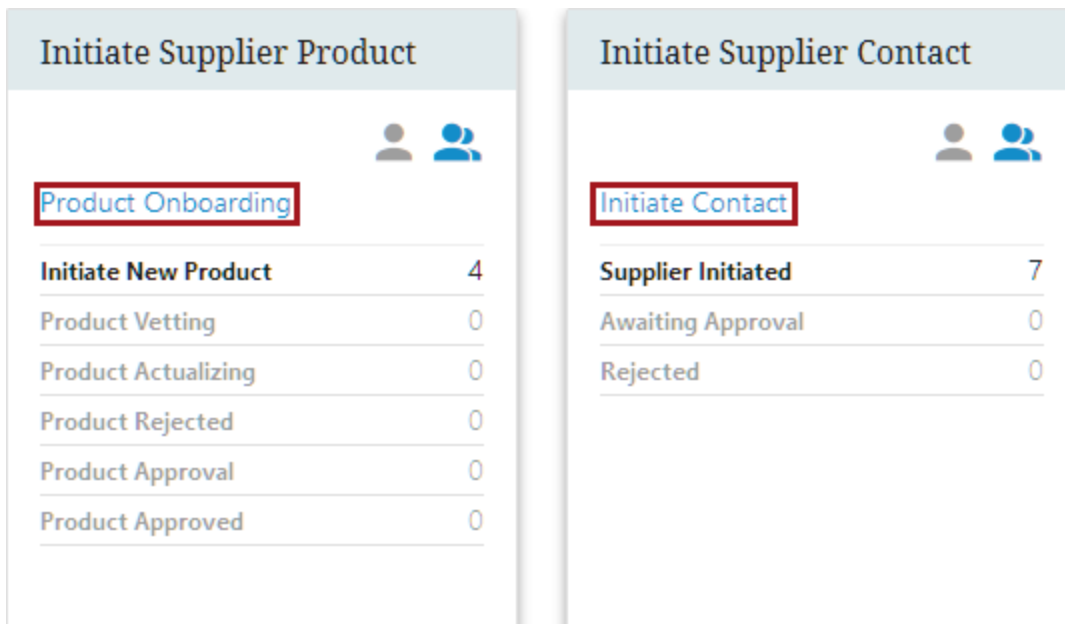 Initiate Supplier Product
Product Onboarding
Initiate New Product 4
Product Vetting 0
Product Actualizing 0
Product Rejected 0
Product Approval 0
Product Approved 0
Initiate Supplier Contact
Initiate Contact
Supplier Initiated 7
Awaiting Approval 0
Rejected 0